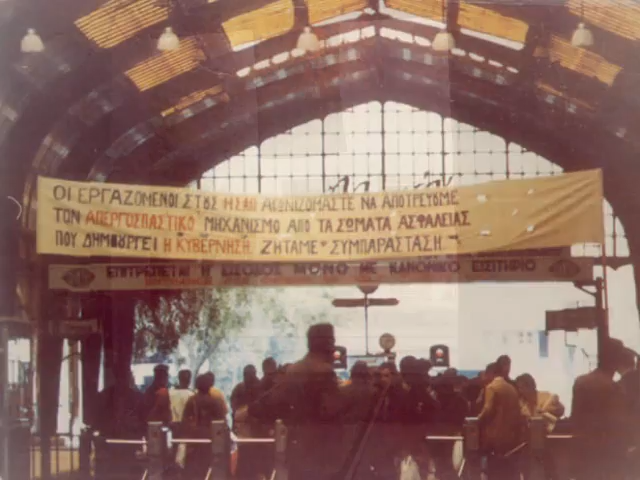 ΟΙ ΕΡΓΑΖΟΜΕΝΟΙ ΣΤΟΥΣ ΗΣΑΠ ΑΓΩΝΙΖΟΜΑΣΤΕ ΝΑ ΑΠΟΤΡΕΨΟΥΜΕ
ΤΟΝ ΑΠΕΡΓΟΣΠΑΣΤΙΚΟ ΜΗΧΑΝΙΣΜΟ ΑΠΟ ΤΑ ΣΩΜΑΤΑ ΑΣΦΑΛΕΙΑΣ
ΠΟΥ ΔΗΜΙΟΥΡΓΕΙ Η ΚΥΒΕΡΝΗΣΗ. ΖΗΤΑΜΕ ΣΥΜΠΑΡΑΣΤΑΣΗ
ΕΠΙΤΡΕΠΕΤΑΙ Η ΕΙΣΟΔΟΣ ΜΟΝΟ ΜΕ ΚΑΝΟΝΙΚΟ ΕΙΣΙΤΗΡΙΟ